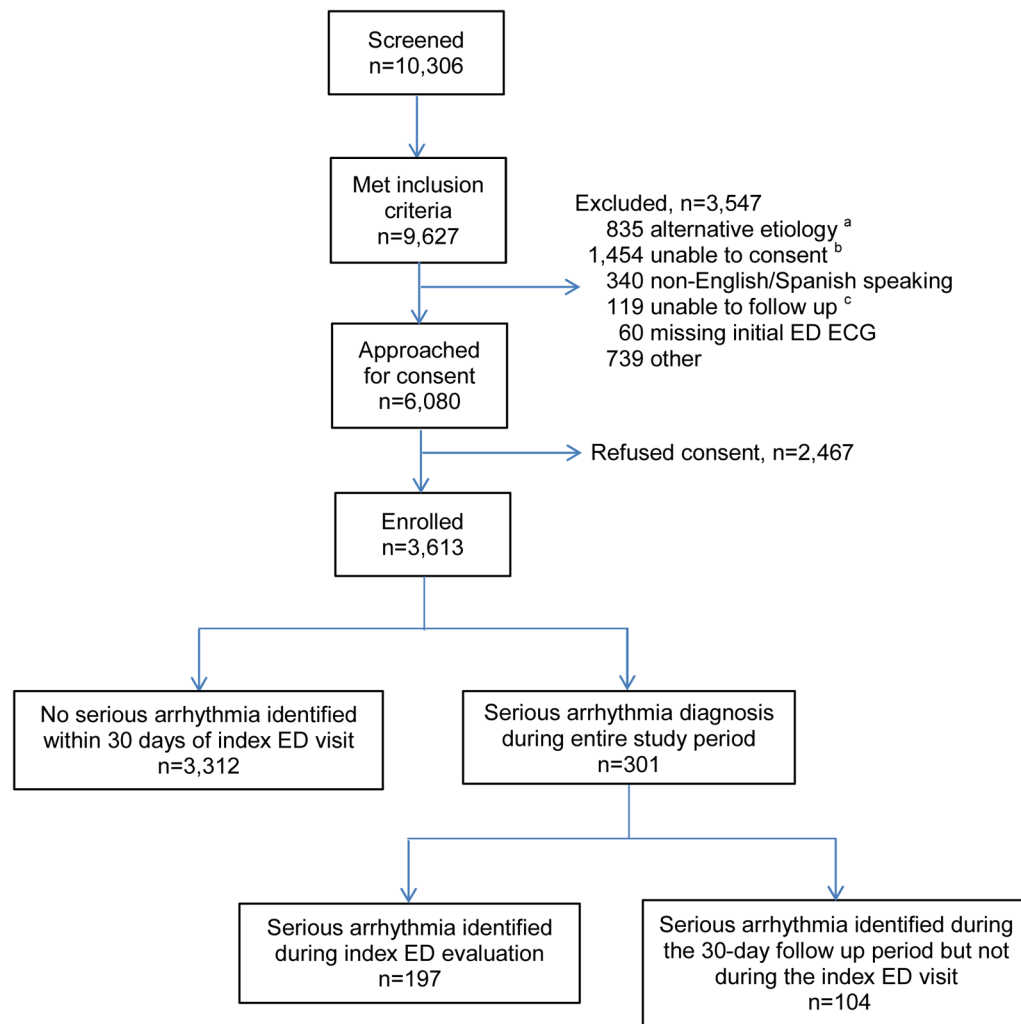 Screened
n=10,306
Met inclusion
criteria
n=9,627
Excluded, n=3,547
835 alternative etiology a
1,454 unable to consent b
340 non-English/Spanish speaking
119 unable to follow up c
60 missing initial ED ECG
739 other
Approached
for consent
n=6,080
Refused consent, n=2,467
Enrolled
n=3,613
No serious arrhythmia identified
within 30 days of index ED visit
n=3,312
Serious arrhythmia diagnosis
during entire study period
n=301
Serious arrhythmia identified
during index ED evaluation
n=197
Serious arrhythmia identified during
the 30-day follow up period but not
during the index ED visit
n=104